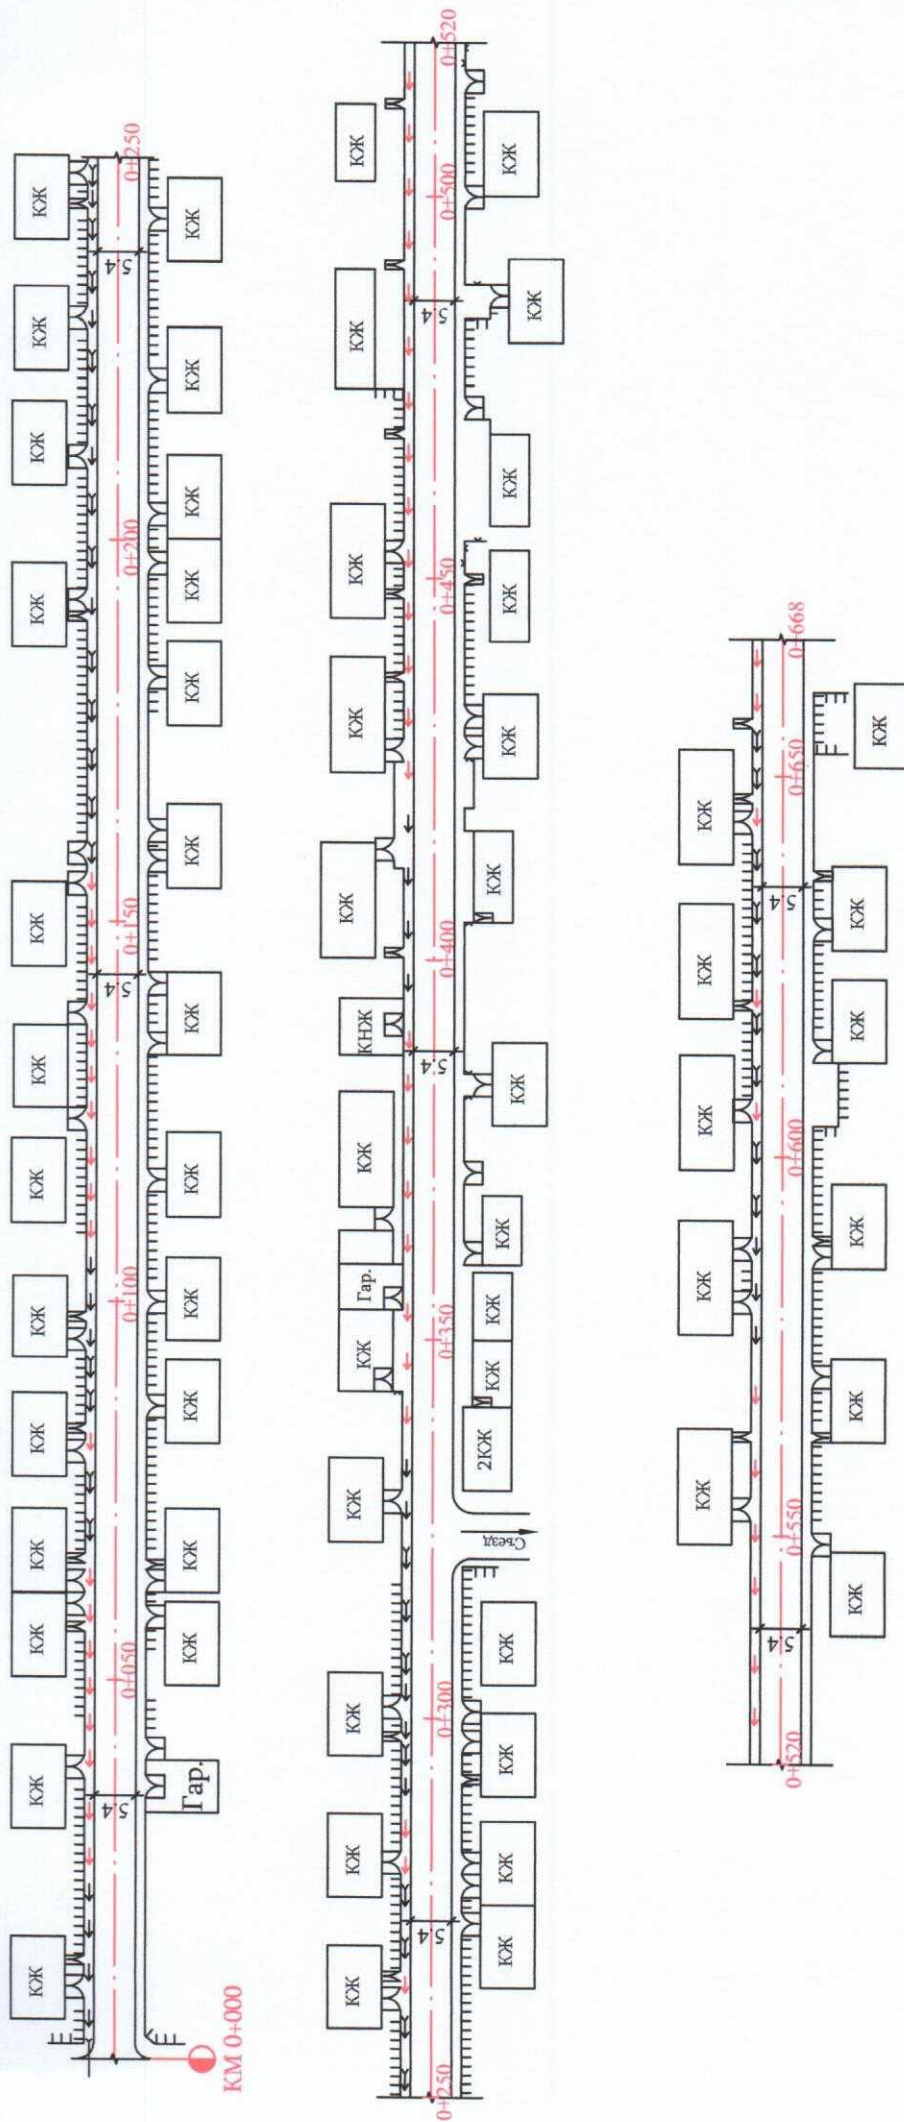 КЖ КЖ КЖ КЖ КЖ КЖ КЖ КЖ КЖ КЖ КЖ КЖ КЖ
5.4 5.4 5.4
0+050 0+100 0+150 0+200 0+250
Гар. КЖ КЖ КЖ КЖ КЖ КЖ КЖ КЖ КЖ КЖ КЖ КЖ
КМ 0+000
КЖ КЖ КЖ КЖ КЖ Гар. КЖ КНЖ КЖ КЖ КЖ КЖ КЖ
5.4 5.4 5.4
0+250 0+300 0+350 0+400 0+450 0+500 0+520
Съезд
КЖ КЖ КЖ КЖ 2КЖ КЖ КЖ КЖ КЖ КЖ КЖ КЖ КЖ КЖ КЖ
КЖ КЖ КЖ КЖ КЖ
5.4 5.4
0+520 0+550 0+600 0+650 0+668
КЖ КЖ КЖ КЖ КЖ КЖ